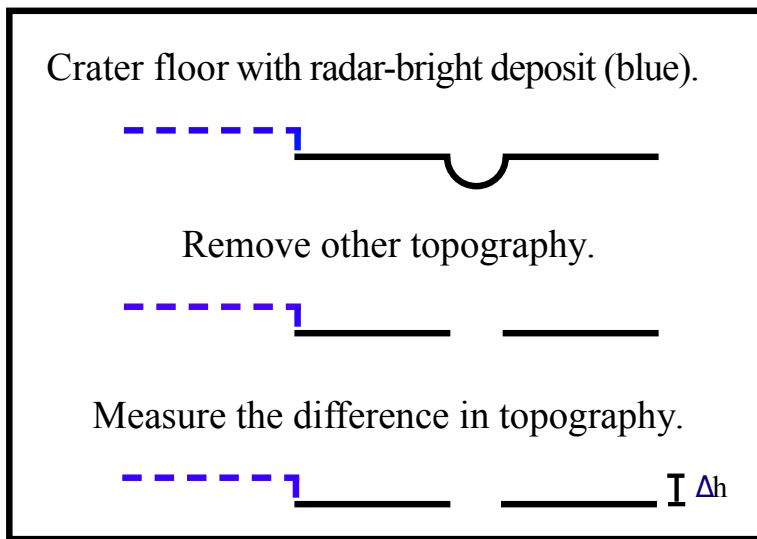 Crater floor with radar-bright deposit (blue).
Remove other topography.
Measure the difference in topography.
Δh